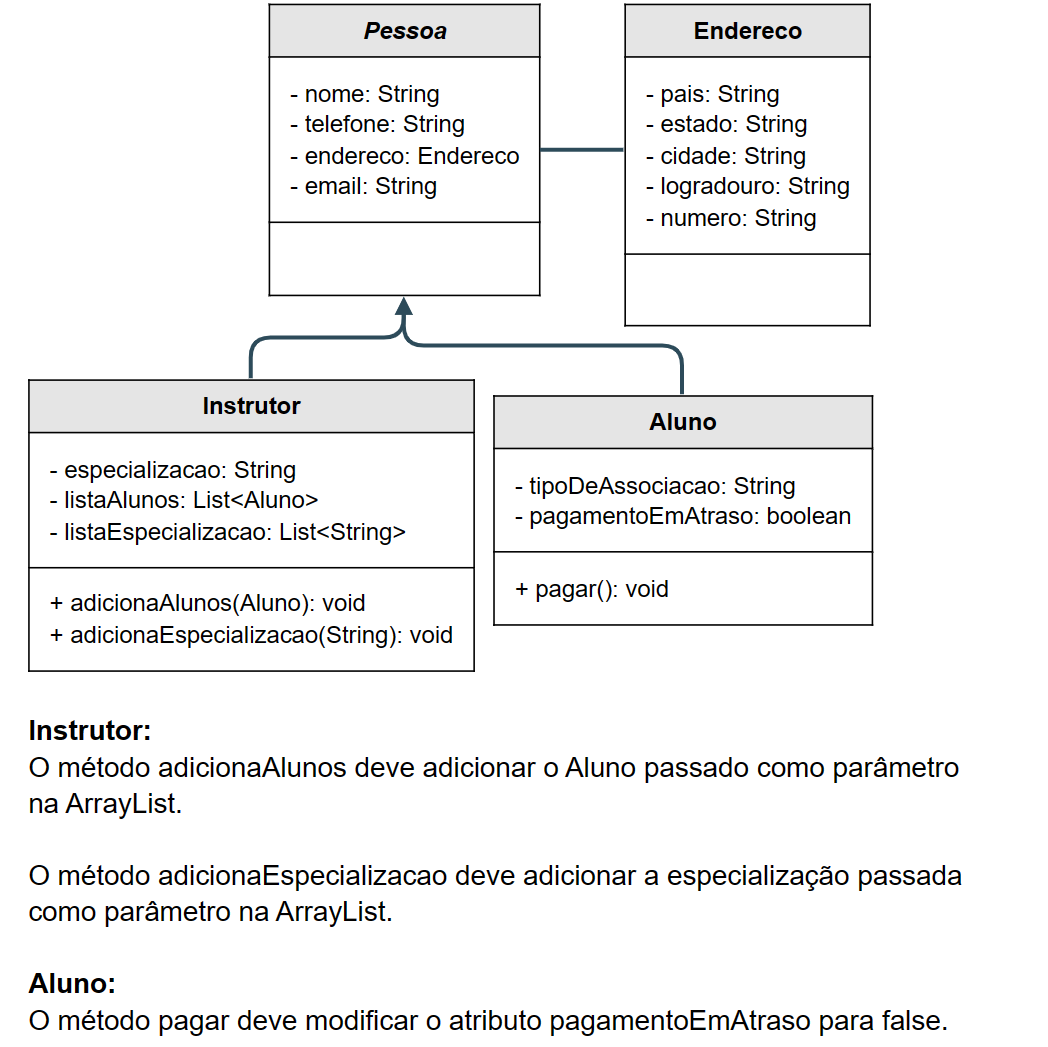 Pessoa
- nome: String
- telefone: String
- endereco: Endereco
- email: String
Endereco
- pais: String
- estado: String
- cidade: String
- logradouro: String
- numero: String
Instrutor
- especializacao: String
- listaAlunos: List<Aluno>
- listaEspecializacao: List<String>
+ adicionaAlunos(Aluno): void
+ adicionaEspecializacao(String): void
Aluno
- tipoDeAssociacao: String
- pagamentoEmAtraso: boolean
+ pagar(): void
Instrutor:
O método adicionaAlunos deve adicionar o Aluno passado como parâmetro
na ArrayList.
O método adicionaEspecializacao deve adicionar a especialização passada
como parâmetro na ArrayList.
Aluno:
O método pagar deve modificar o atributo pagamentoEmAtraso para false.